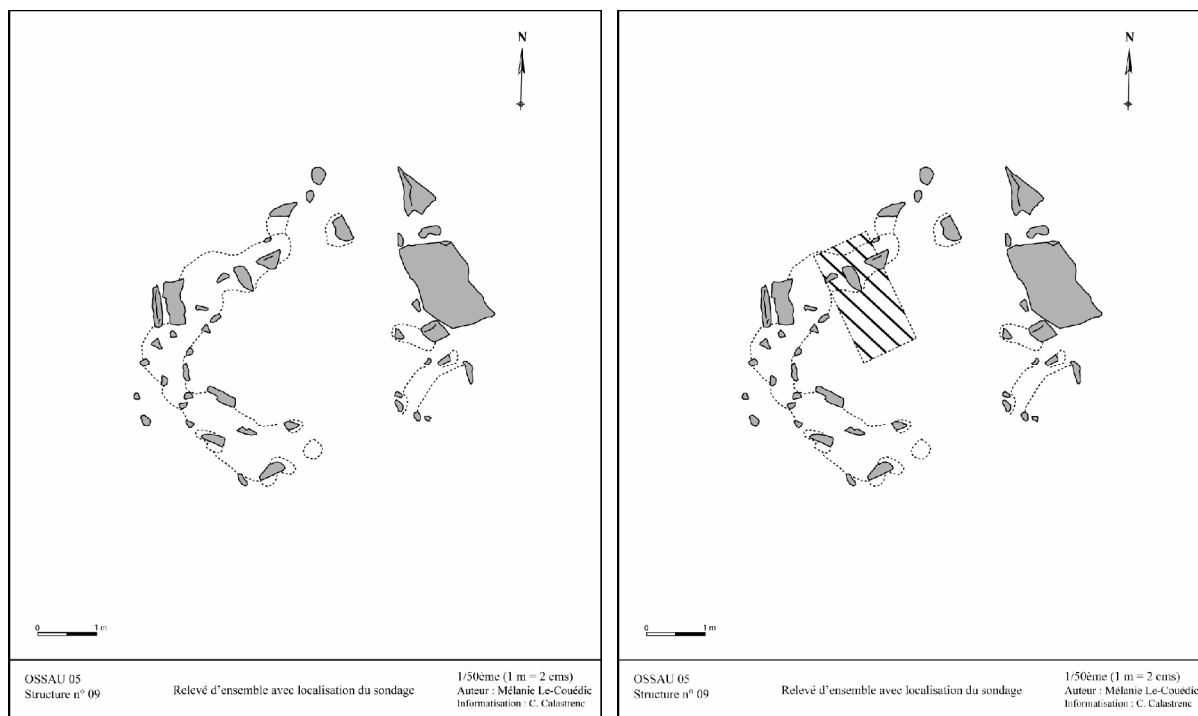 N
0 1 m
OSSAU 05
Structure n° 09
Relevé d'ensemble avec localisation du sondage
1/50ème (1 m = 2 cms)
Auteur : Mélanie Le-Couédic
Informatisation : C. Calastrenc
N
0 1 m
OSSAU 05
Structure n° 09
Relevé d'ensemble avec localisation du sondage
1/50ème (1 m = 2 cms)
Auteur : Mélanie Le-Couédic
Informatisation : C. Calastrenc